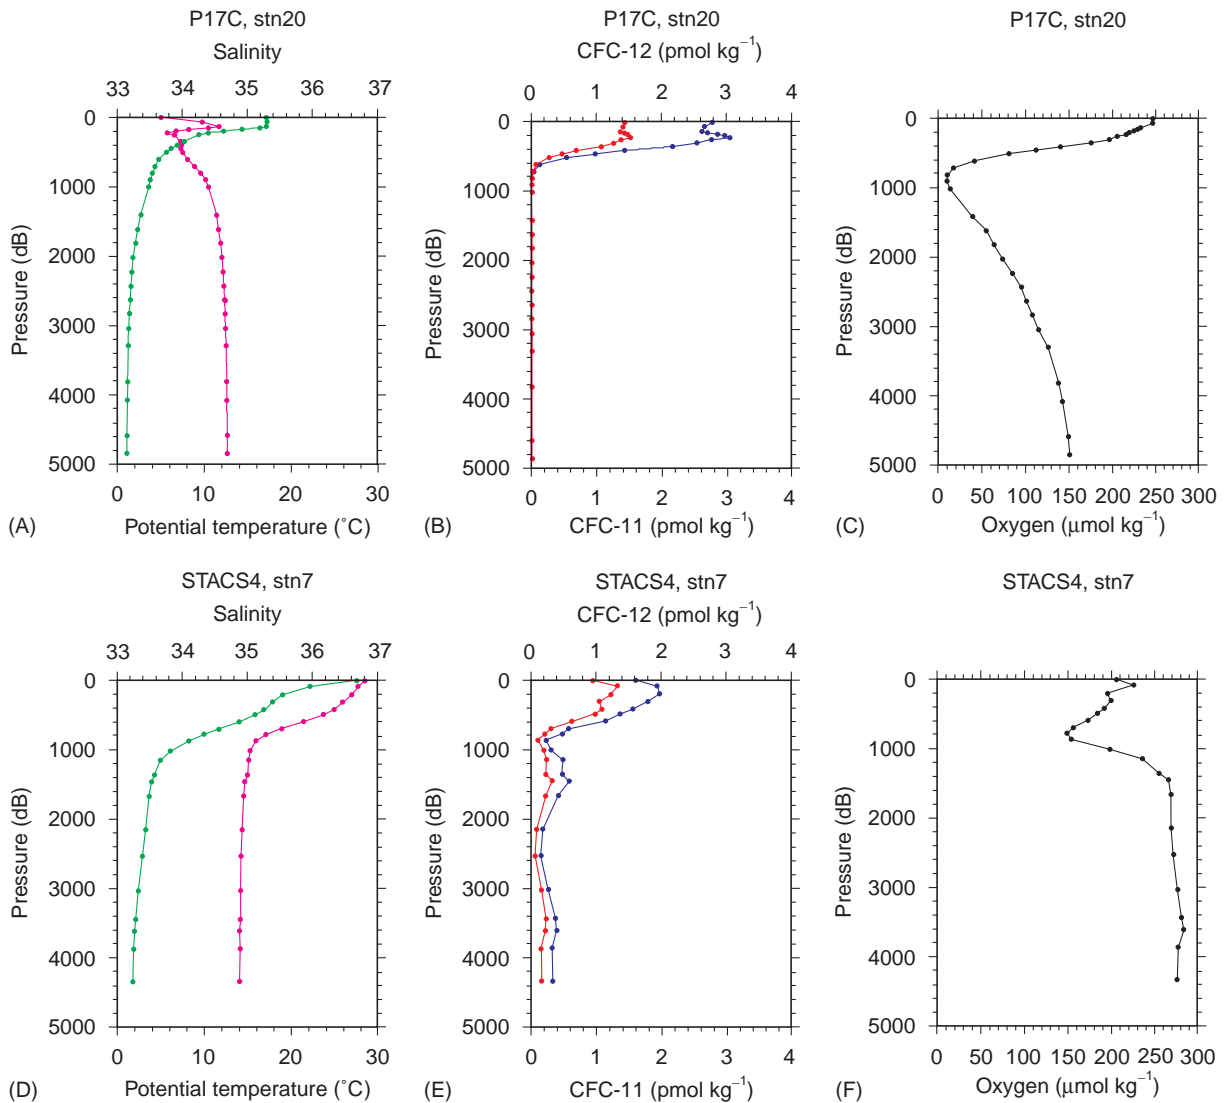 P17C, stn20
Salinity
33 34 35 36 37
0
1000
2000
3000
4000
5000
Pressure (dB)
0 10 20 30
(A) Potential temperature (˚C)
P17C, stn20
CFC-12 (pmol kg−1)
0 1 2 3 4
0
1000
2000
3000
4000
5000
Pressure (dB)
0 1 2 3 4
(B) CFC-11 (pmol kg−1)
P17C, stn20
0
1000
2000
3000
4000
5000
Pressure (dB)
0 50 100 150 200 250 300
(C) Oxygen (μmol kg−1)
STACS4, stn7
Salinity
33 34 35 36 37
0
1000
2000
3000
4000
5000
Pressure (dB)
0 10 20 30
(D) Potential temperature (˚C)
STACS4, stn7
CFC-12 (pmol kg−1)
0 1 2 3 4
0
1000
2000
3000
4000
5000
Pressure (dB)
0 1 2 3 4
(E) CFC-11 (pmol kg−1)
STACS4, stn7
0
1000
2000
3000
4000
5000
Pressure (dB)
0 50 100 150 200 250 300
(F) Oxygen (μmol kg−1)